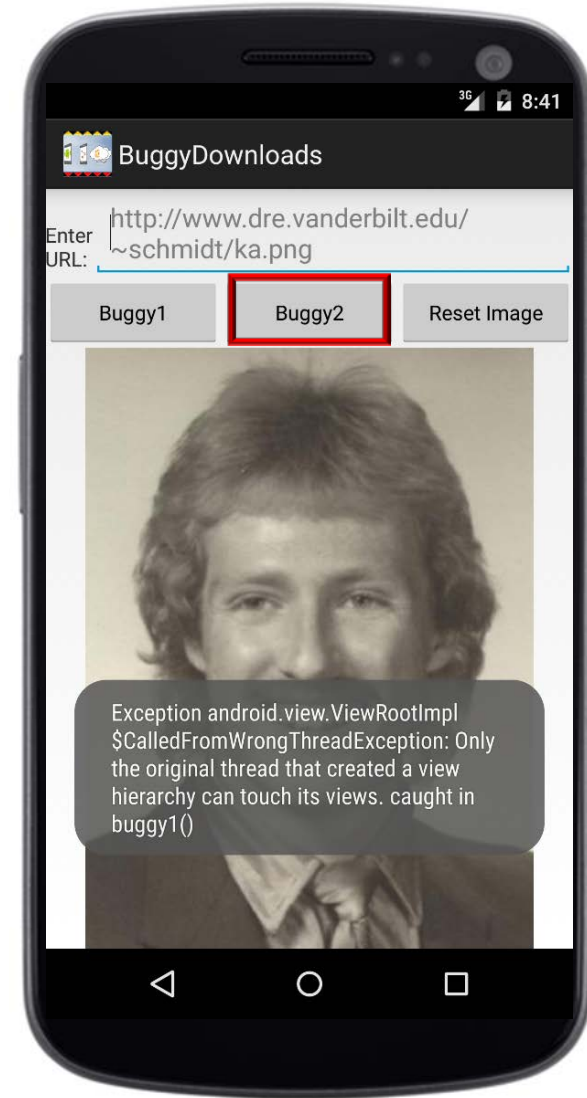 3G 8:41
BuggyDownloads
Enter
URL:
http://www.dre.vanderbilt.edu/
~schmidt/ka.png
Buggy1 Buggy2 Reset Image
Exception android.view.ViewRootImpl
$CalledFromWrongThreadException: Only
the original thread that created a view
hierarchy can touch its views. caught in
buggy1()